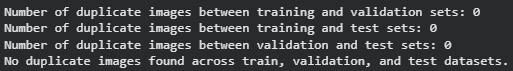 Number of duplicate images between training and validation sets: 0
Number of duplicate images between training and test sets: 0
Number of duplicate images between validation and test sets: 0
No duplicate images found across train, validation, and test datasets.